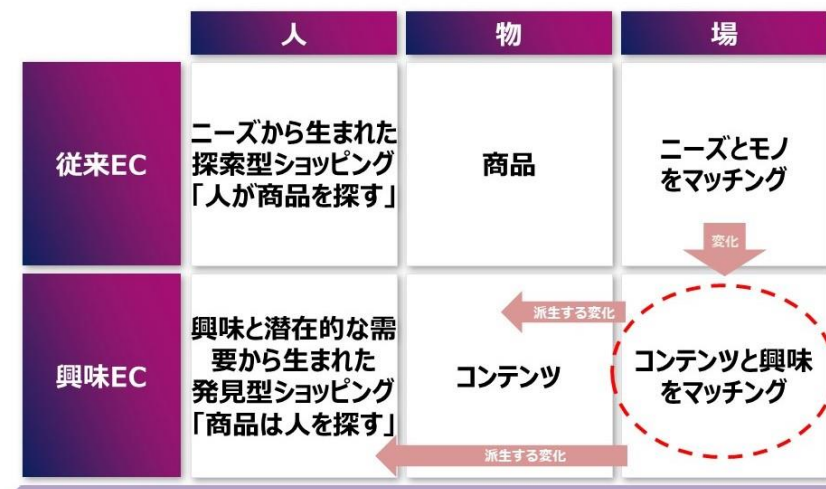 人
物
場
従来EC
ニーズから生まれた
探索型ショッピング
「人が商品を探す」
商品
ニーズとモノ
をマッチング
変化
派生する変化
興味EC
興味と潜在的な需
要から生まれた
発見型ショッピング
「商品は人を探す」
コンテンツ
コンテンツと興味
をマッチング
派生する変化